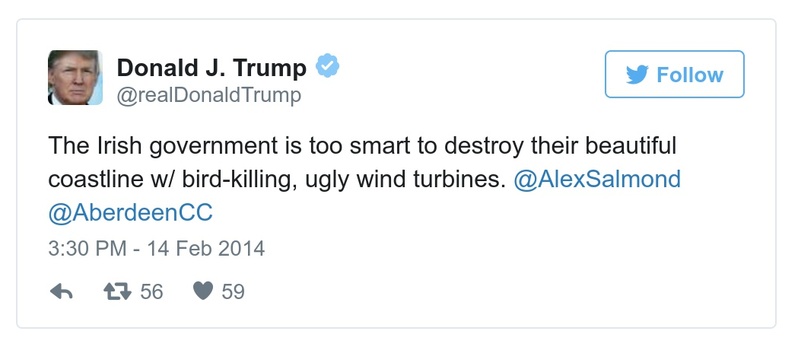 Donald J. Trump
@realDonaldTrump
Follow
The Irish government is too smart to destroy their beautiful
coastline w/ bird-killing, ugly wind turbines. @AlexSalmond
@AberdeenCC
3:30 PM - 14 Feb 2014
56 59